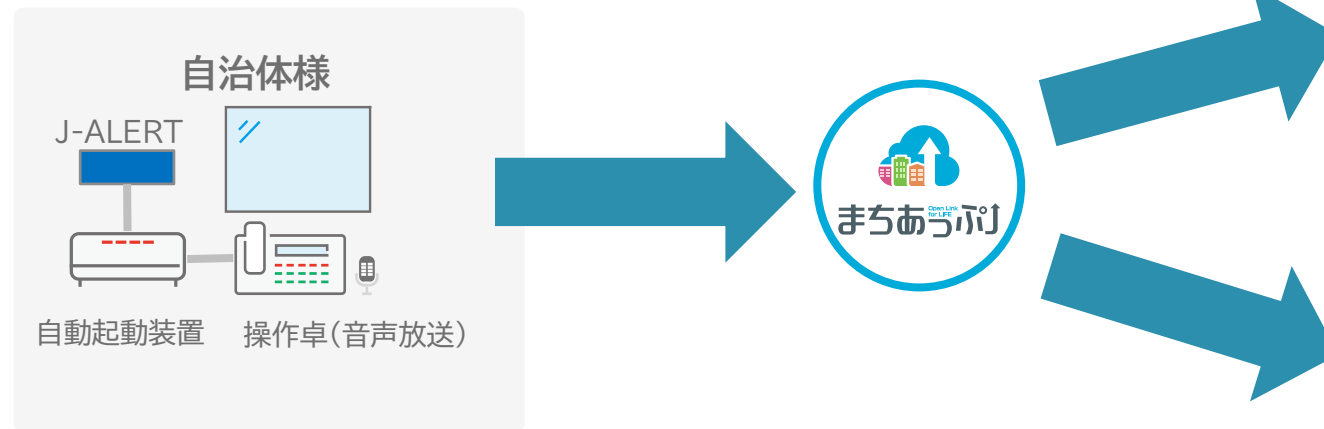 自治体様
J-ALERT
自動起動装置
操作卓(音声放送)
Open Link
for LIFE
まちあっぷ